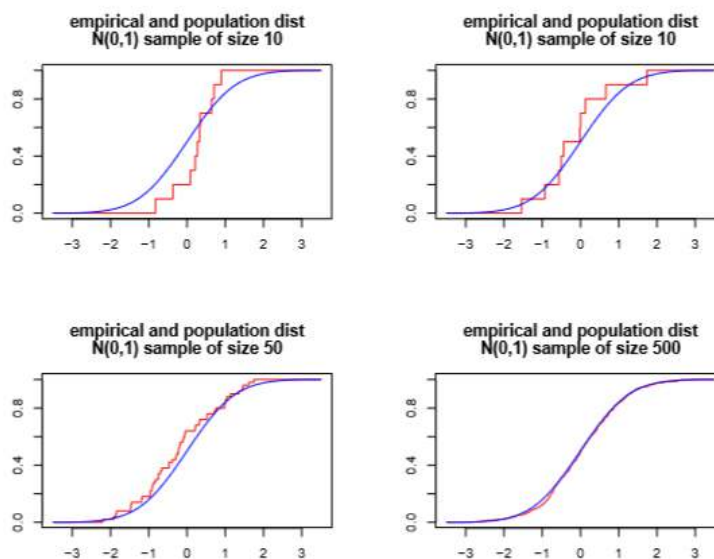 empirical and population dist
N(0,1) sample of size 10
0.0 0.4 0.8
−3 −2 −1 0 1 2 3
empirical and population dist
N(0,1) sample of size 10
0.0 0.4 0.8
−3 −2 −1 0 1 2 3
empirical and population dist
N(0,1) sample of size 50
0.0 0.4 0.8
−3 −2 −1 0 1 2 3
empirical and population dist
N(0,1) sample of size 500
0.0 0.4 0.8
−3 −2 −1 0 1 2 3